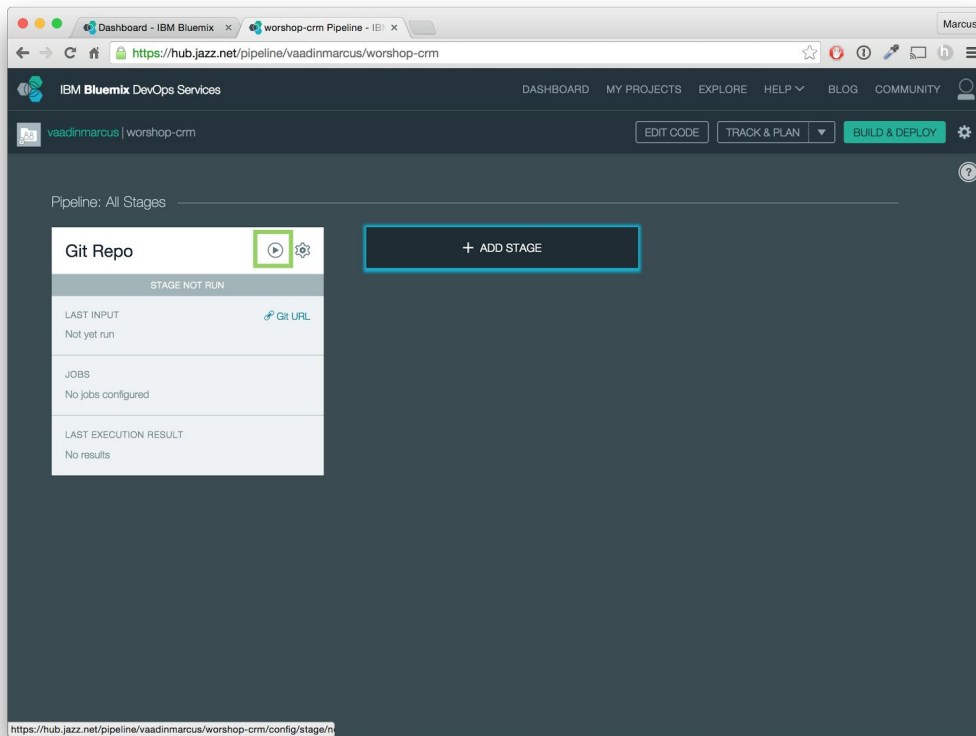 Dashboard - IBM Bluemix
worshop-crm Pipeline - IB
Marcus
https://hub.jazz.net/pipeline/vaadinmarcus/worshop-crm
IBM Bluemix DevOps Services
DASHBOARD MY PROJECTS EXPLORE HELP BLOG COMMUNITY
vaadinmarcus | worshop-crm
EDIT CODE TRACK & PLAN BUILD & DEPLOY
?
Pipeline: All Stages
Git Repo
+ ADD STAGE
STAGE NOT RUN
LAST INPUT Git URL
Not yet run
JOBS
No jobs configured
LAST EXECUTION RESULT
No results
https://hub.jazz.net/pipeline/vaadinmarcus/worshop-crm/config/stage/n